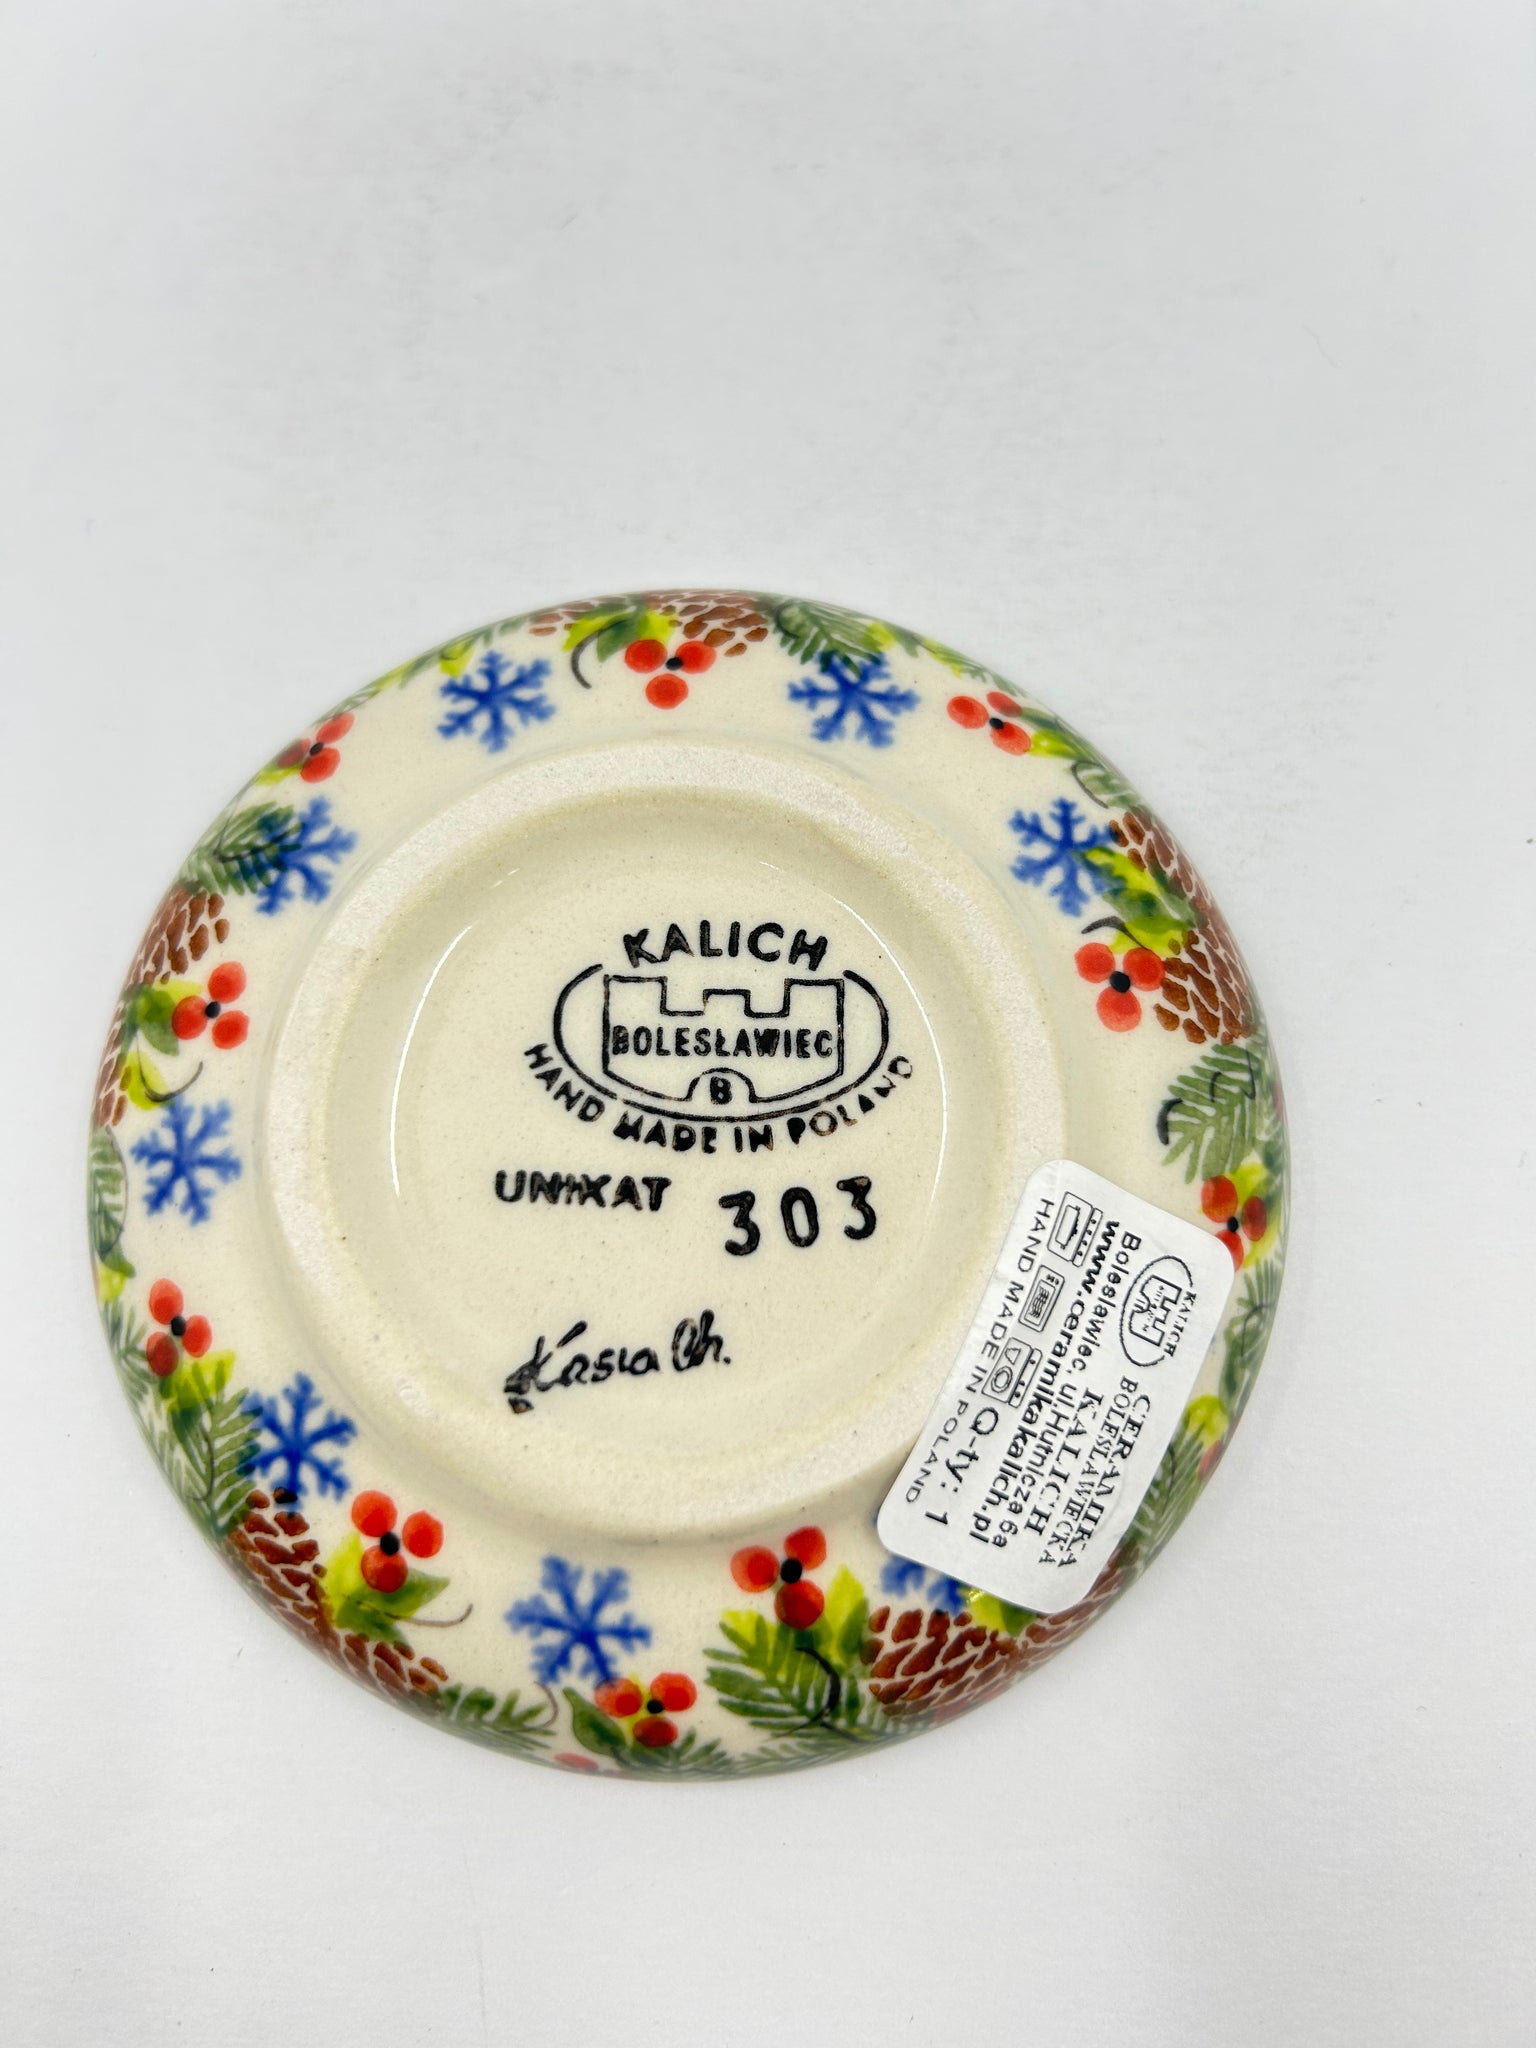 KALICH
BOLESŁAWIEC
B
HAND MADE IN POLAND
UNIKAT 303
Kasia Ch.
KALICH
CERAMIKA
BOLESŁAWIECKA
KALICH
Bolesławiec, ul.Hutnicza 6a
www.ceramikakalich.pl
Q-ty: 1
HAND MADE IN POLAND